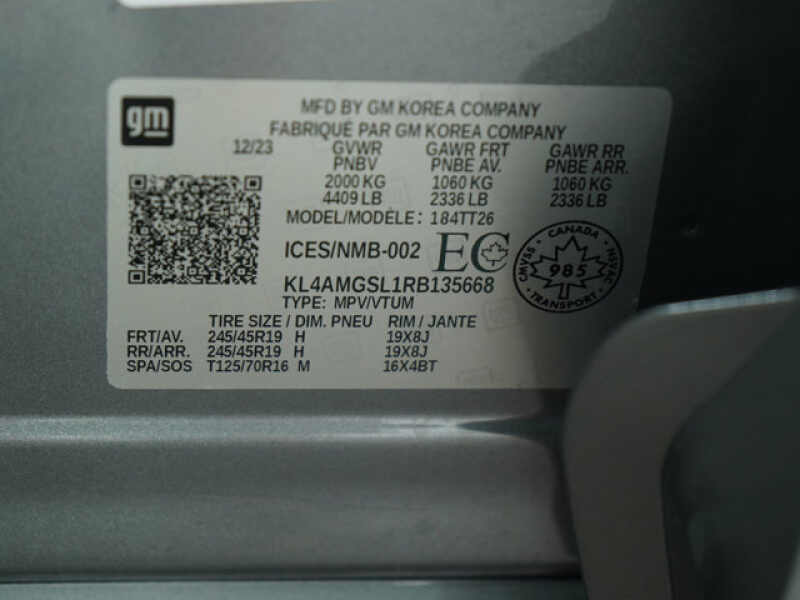 gm
MFD BY GM KOREA COMPANY
FABRIQUÉ PAR GM KOREA COMPANY
12/23 GVWR GAWR FRT GAWR RR
PNBV PNBE AV. PNBE ARR.
2000 KG 1060 KG 1060 KG
4409 LB 2336 LB 2336 LB
MODEL/MODÈLE: 184TT26
ICES/NMB-002 EC
CANADA
CMVSS 985 NSVAC
TRANSPORT
KL4AMGSL1RB135668
TYPE: MPV/VTUM
TIRE SIZE / DIM. PNEU RIM / JANTE
FRT/AV. 245/45R19 H 19X8J
RR/ARR. 245/45R19 H 19X8J
SPA/SOS T125/70R16 M 16X4BT